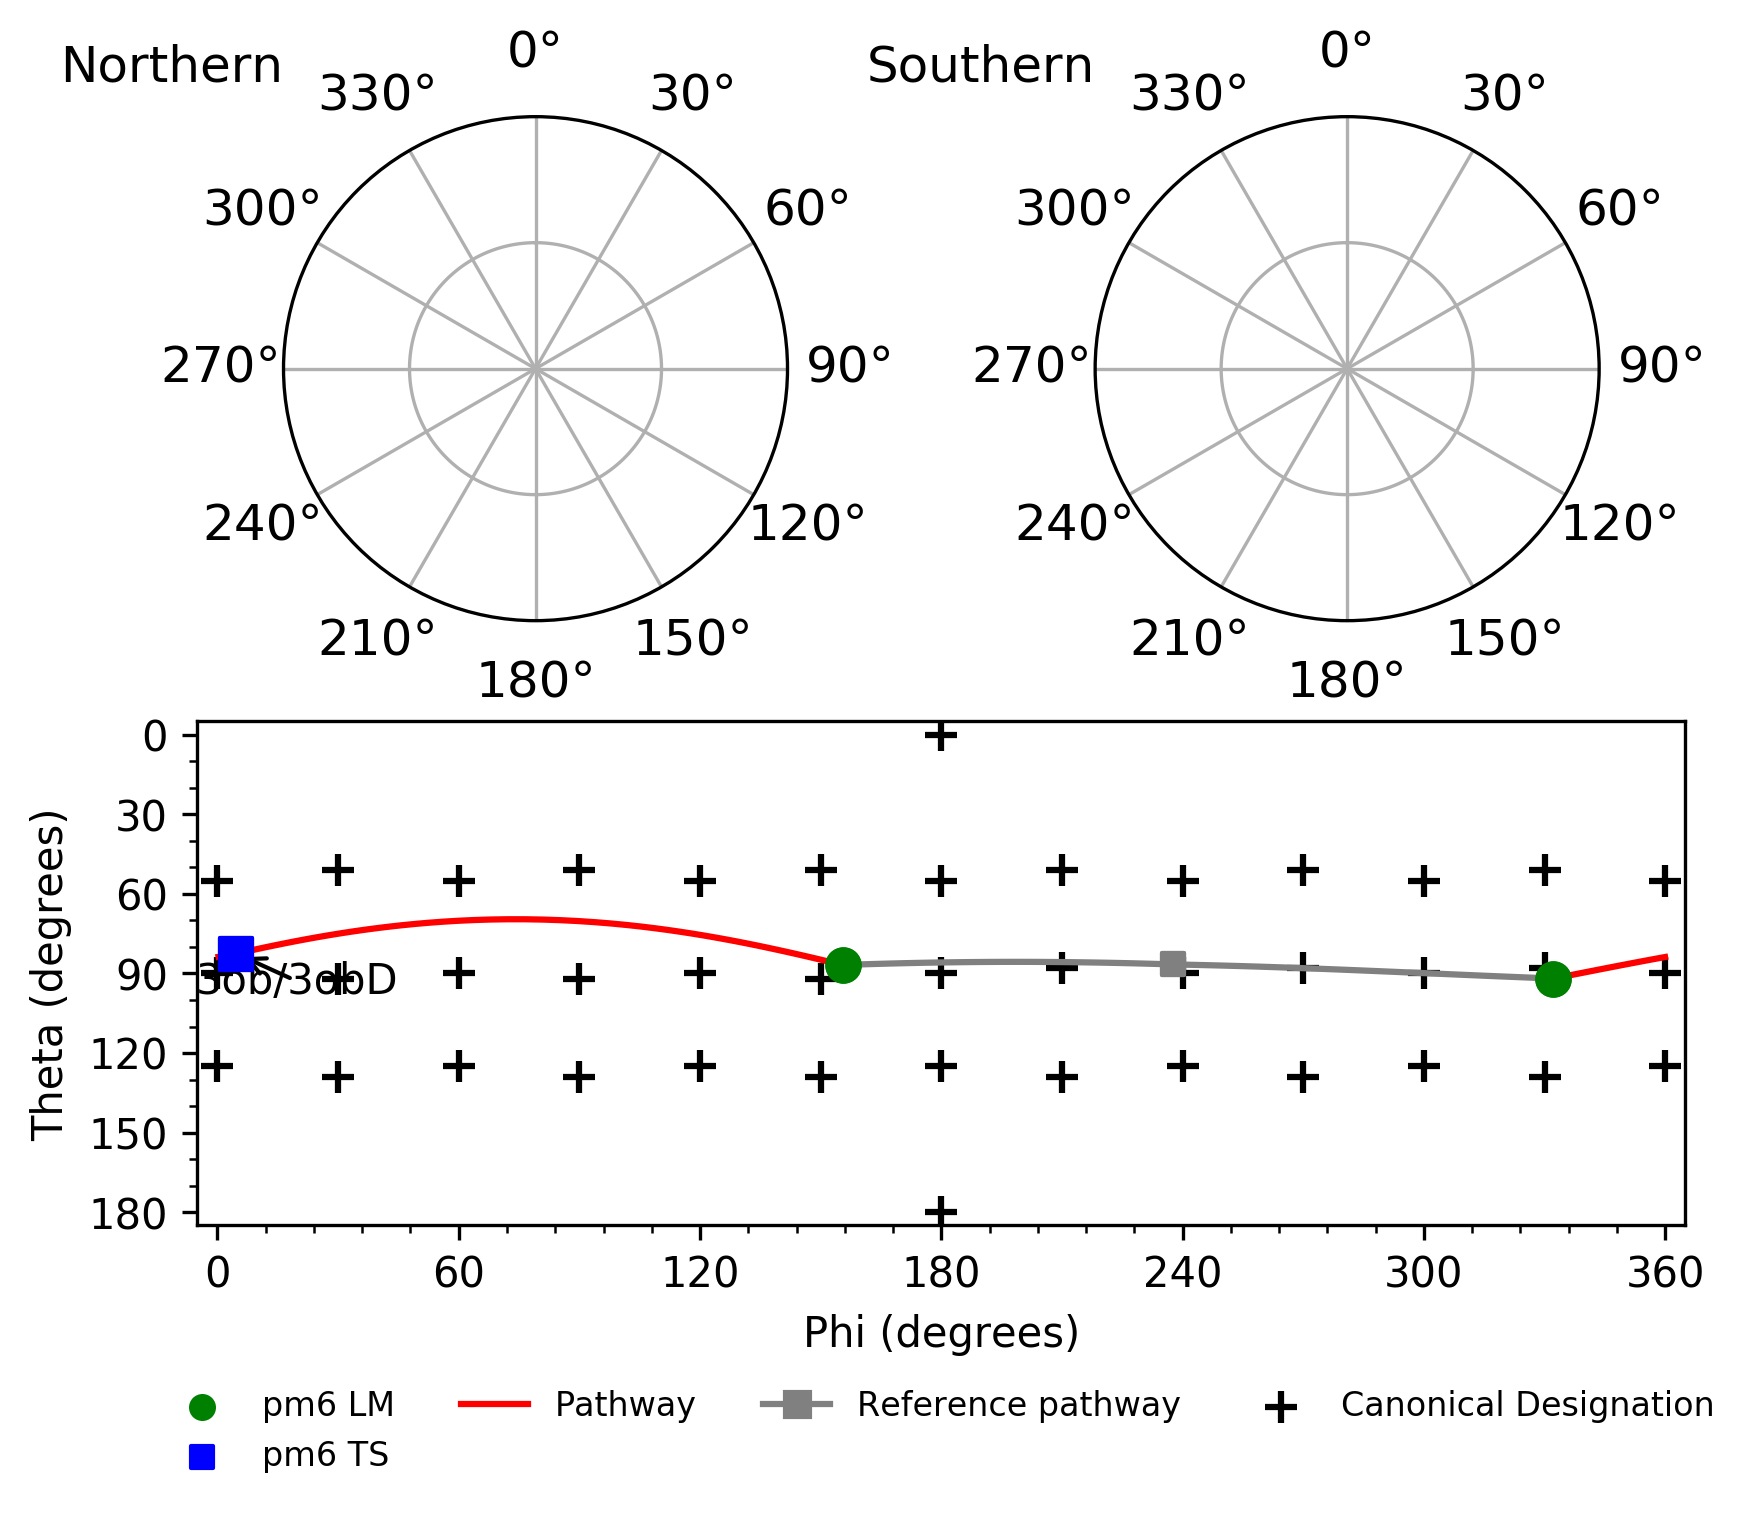 Northern
0°
330°
30°
300°
60°
270°
90°
240°
120°
210°
150°
180°
Southern
0°
330°
30°
300°
60°
270°
90°
240°
120°
210°
150°
180°
Theta (degrees)
0
30
60
90
120
150
180
3ob/3obD
0 60 120 180 240 300 360
Phi (degrees)
pm6 LM
pm6 TS
Pathway
Reference pathway
Canonical Designation